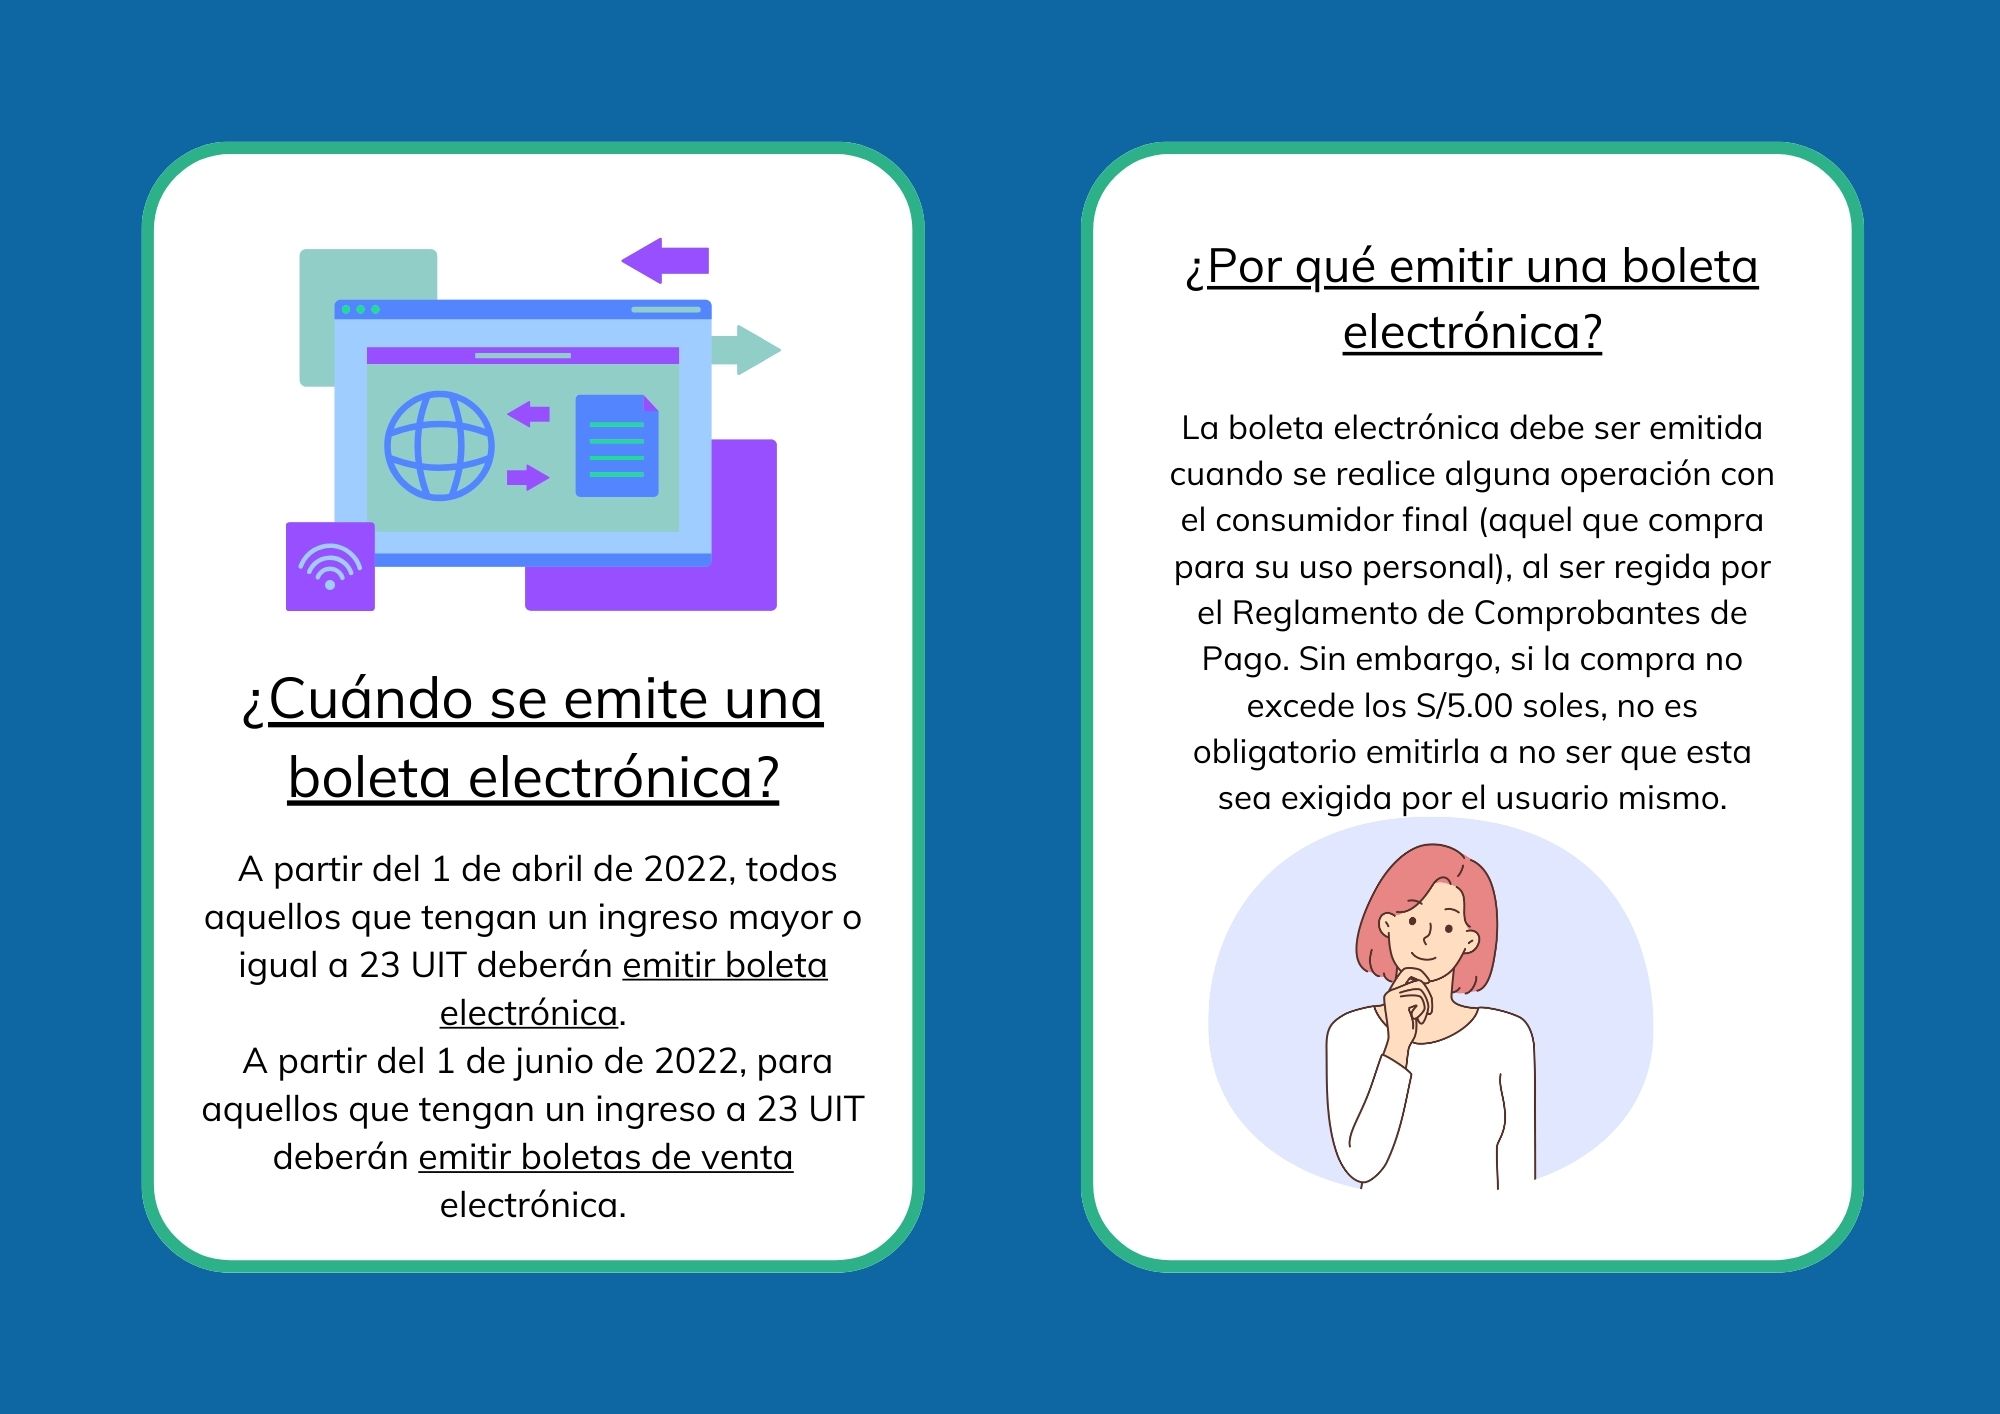 ¿Cuándo se emite una
boleta electrónica?
A partir del 1 de abril de 2022, todos
aquellos que tengan un ingreso mayor o
igual a 23 UIT deberán emitir boleta
electrónica.
A partir del 1 de junio de 2022, para
aquellos que tengan un ingreso a 23 UIT
deberán emitir boletas de venta
electrónica.
¿Por qué emitir una boleta
electrónica?
La boleta electrónica debe ser emitida
cuando se realice alguna operación con
el consumidor final (aquel que compra
para su uso personal), al ser regida por
el Reglamento de Comprobantes de
Pago. Sin embargo, si la compra no
excede los S/5.00 soles, no es
obligatorio emitirla a no ser que esta
sea exigida por el usuario mismo.